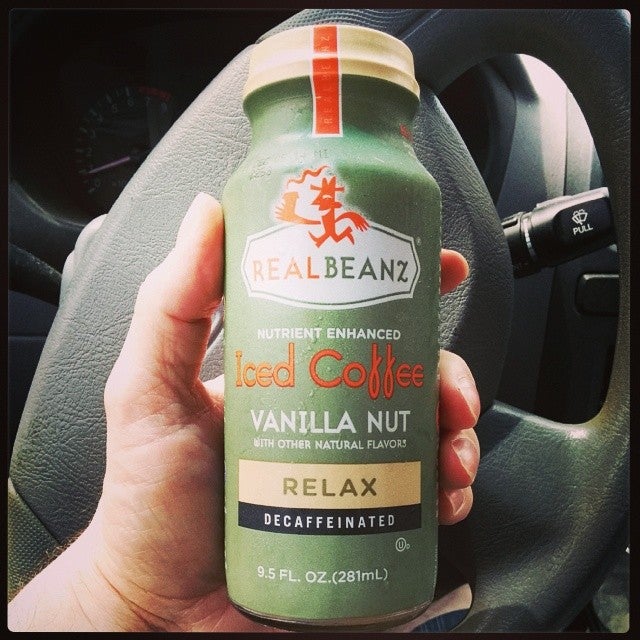 REALBEANZ
REALBEANZ®
NUTRIENT ENHANCED
Iced Coffee
VANILLA NUT
WITH OTHER NATURAL FLAVORS
RELAX
DECAFFEINATED
U D
9.5 FL. OZ.(281mL)
PULL